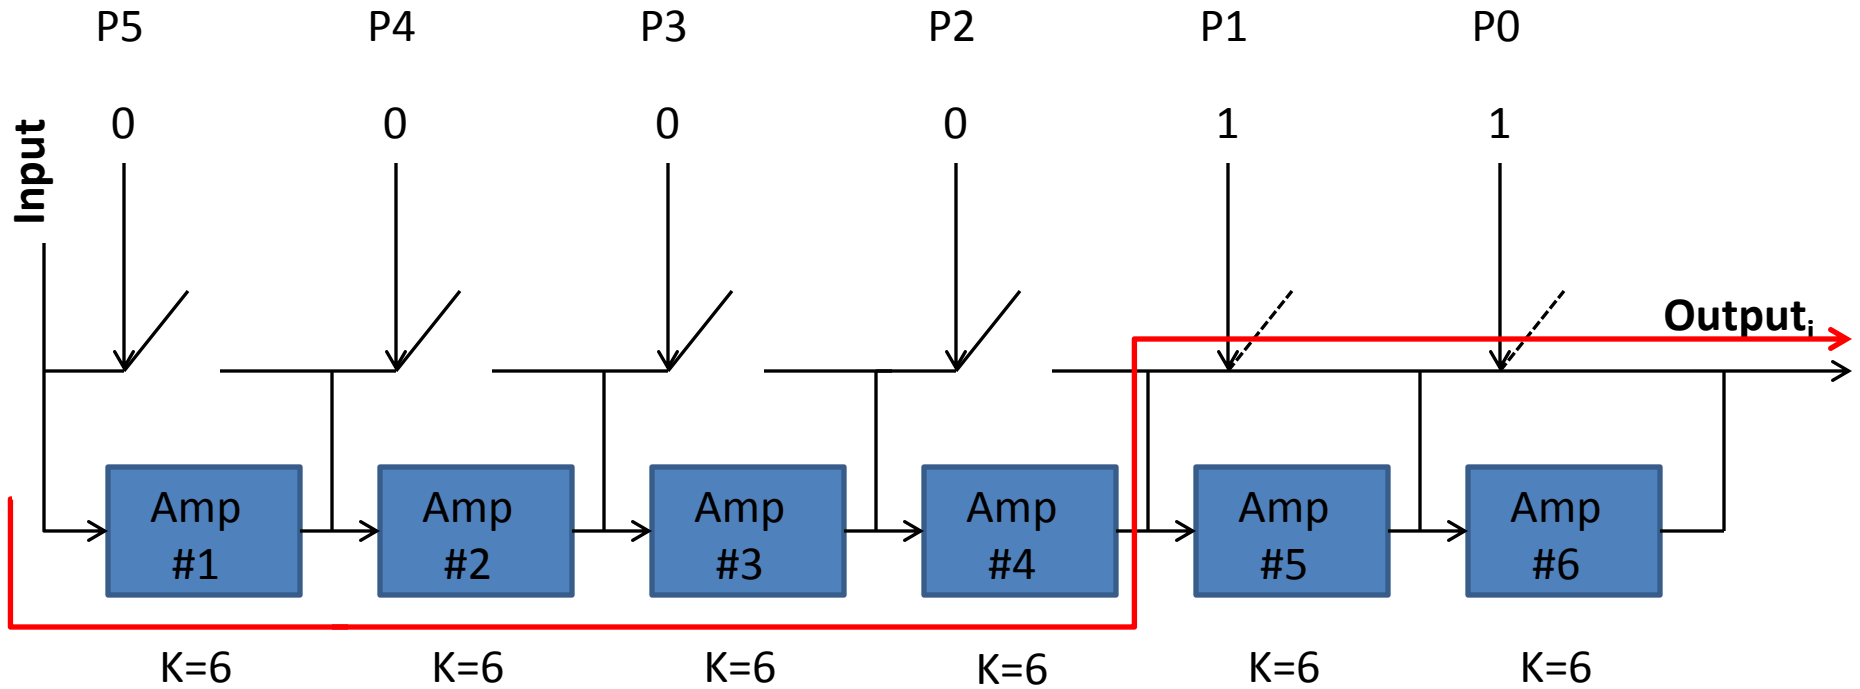 P5 P4 P3 P2 P1 P0
0 0 0 0 1 1
Input
Outputᵢ
Amp #1
Amp #2
Amp #3
Amp #4
Amp #5
Amp #6
K=6 K=6 K=6 K=6 K=6 K=6